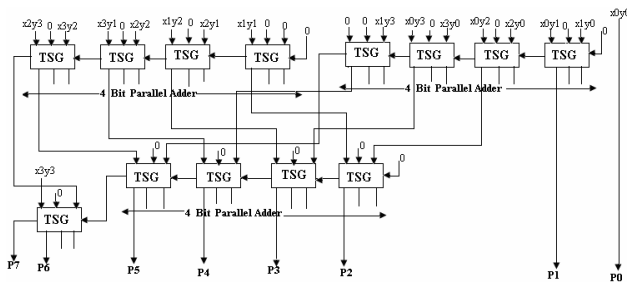 x2y3 0 x3y2 x3y1 0 x2y2 x1y2 0 x2y1 x1y1 0 0 0 0 0 x1y3 x0y3 0 x3y0 x0y2 0 x2y0 x0y1 0 x1y0 0 x0y0
TSG TSG TSG TSG TSG TSG TSG TSG
4 Bit Parallel Adder 4 Bit Parallel Adder
0 0 0 0 0
x3y3 0 TSG TSG TSG TSG
TSG 4 Bit Parallel Adder
P7 P6 P5 P4 P3 P2 P1 P0